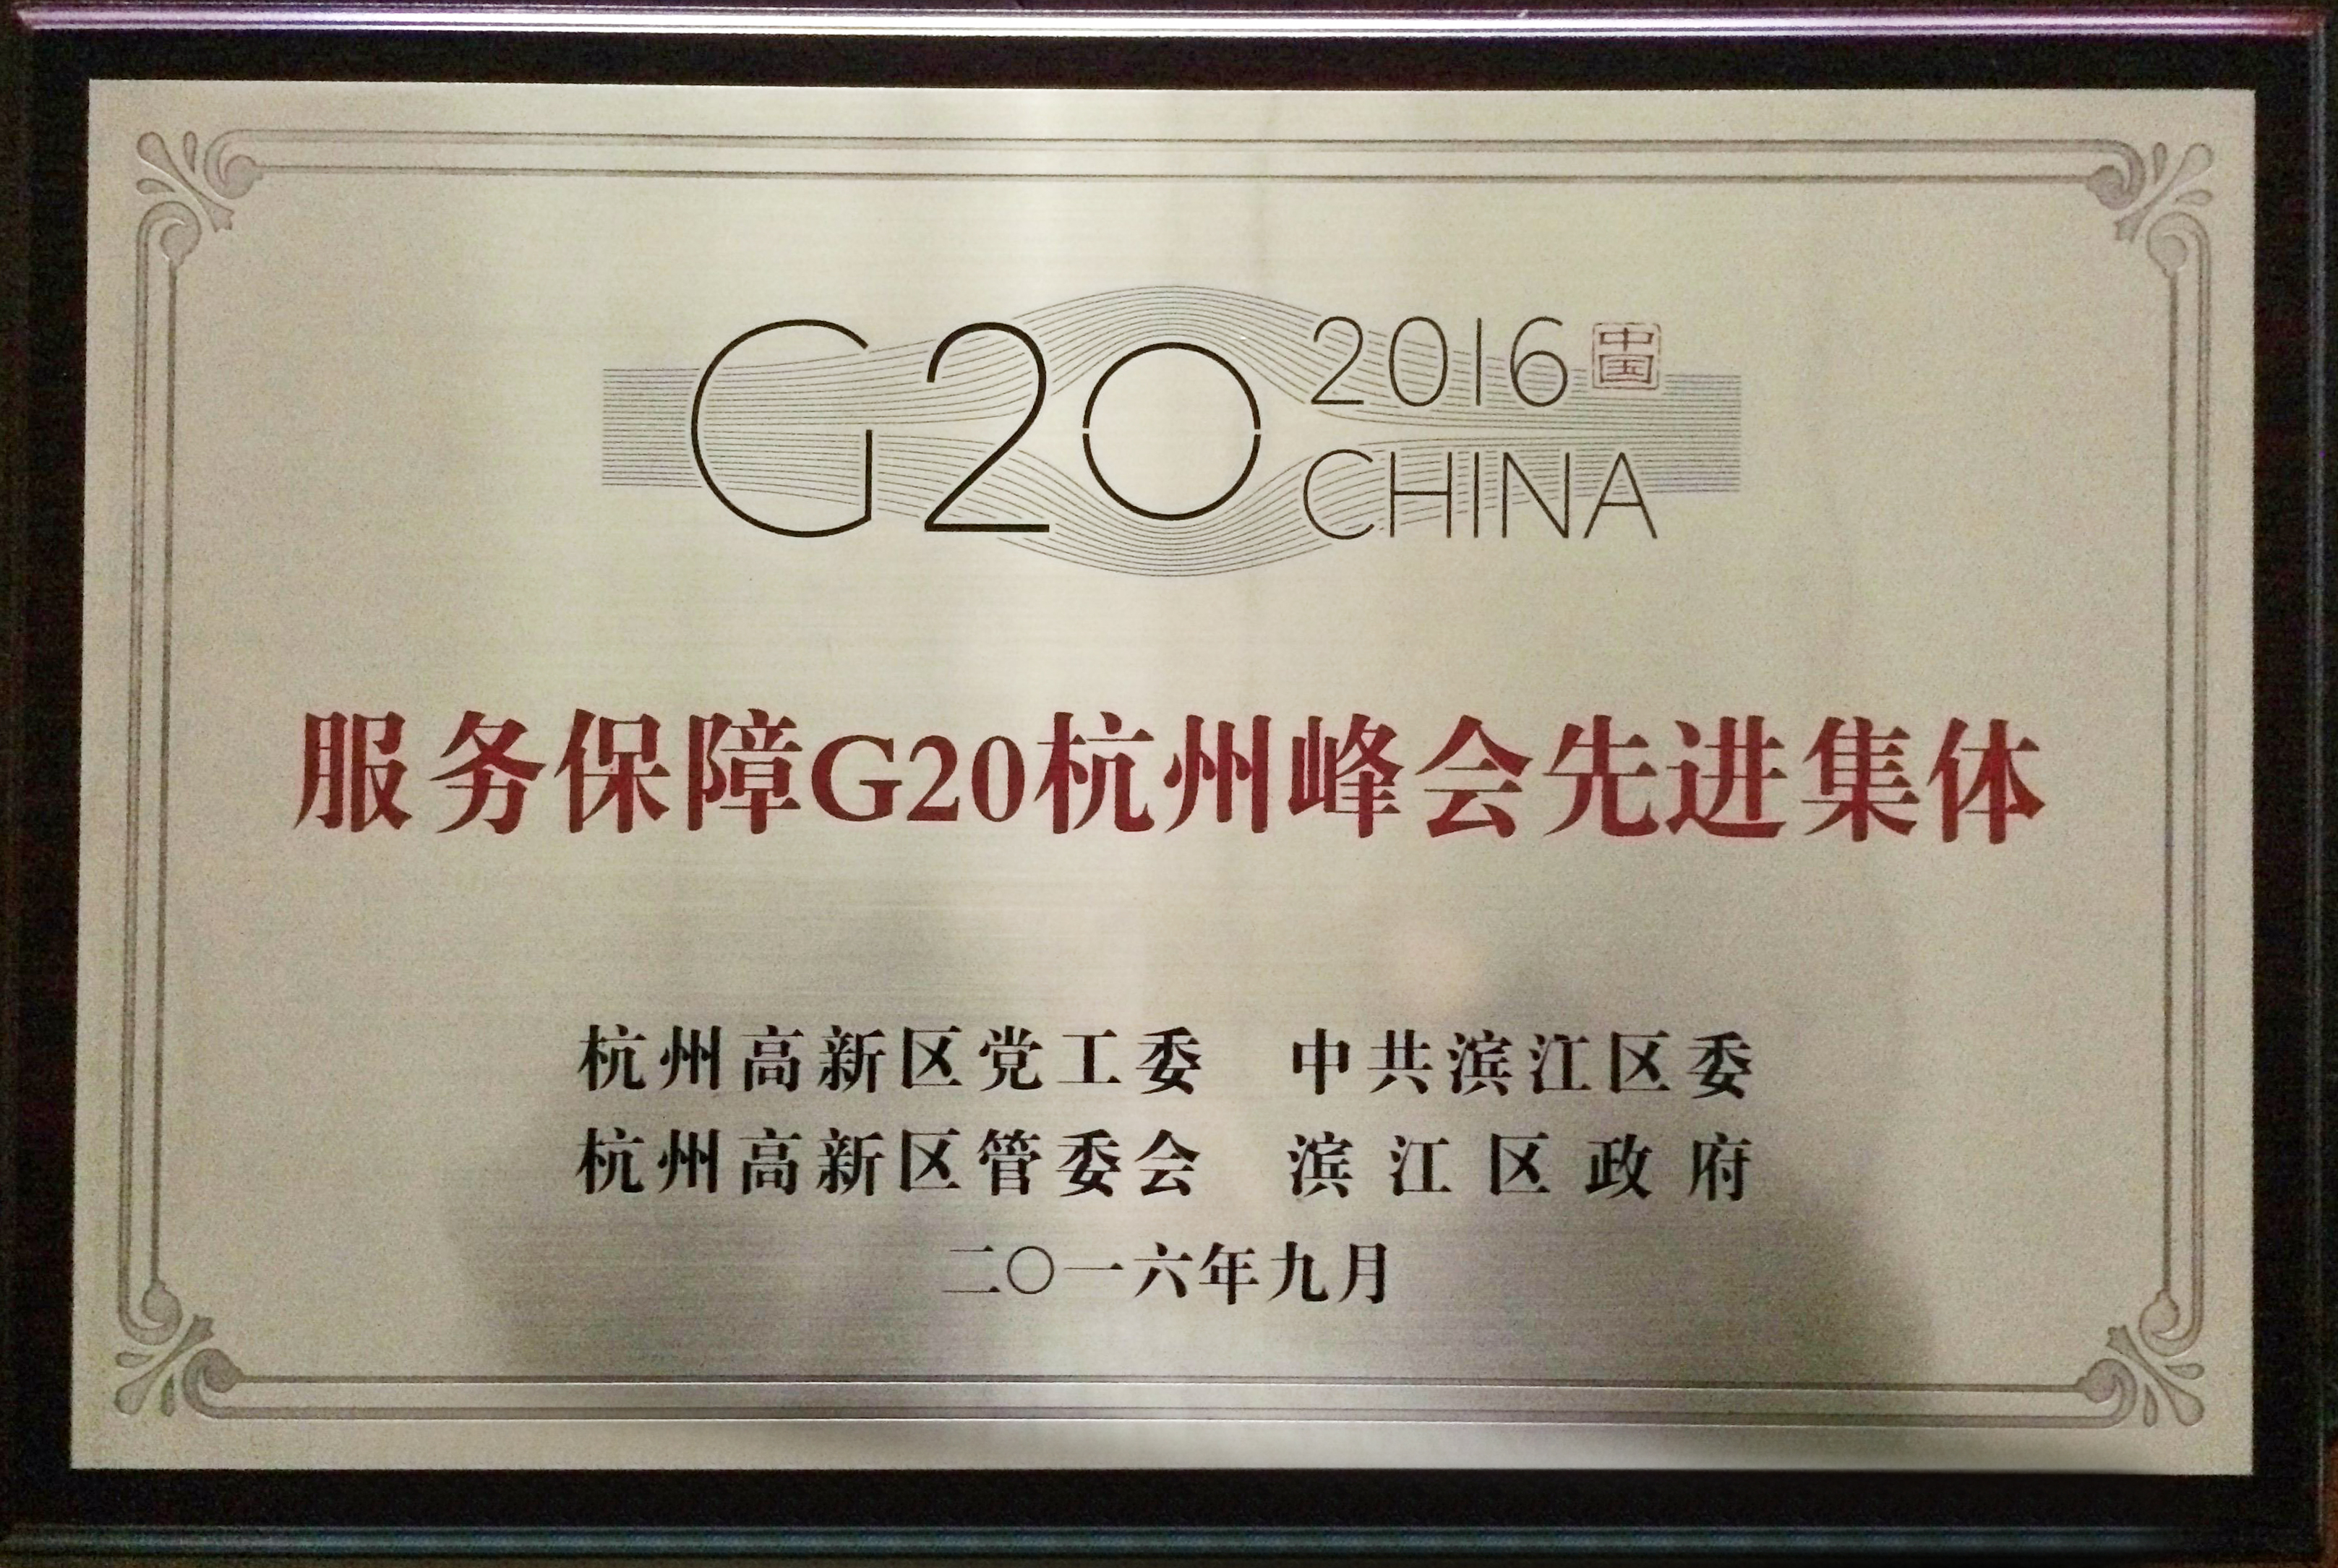 G20 2016 中国
CHINA
服务保障G20杭州峰会先进集体
杭州高新区党工委 中共滨江区委
杭州高新区管委会 滨江区政府
二〇一六年九月